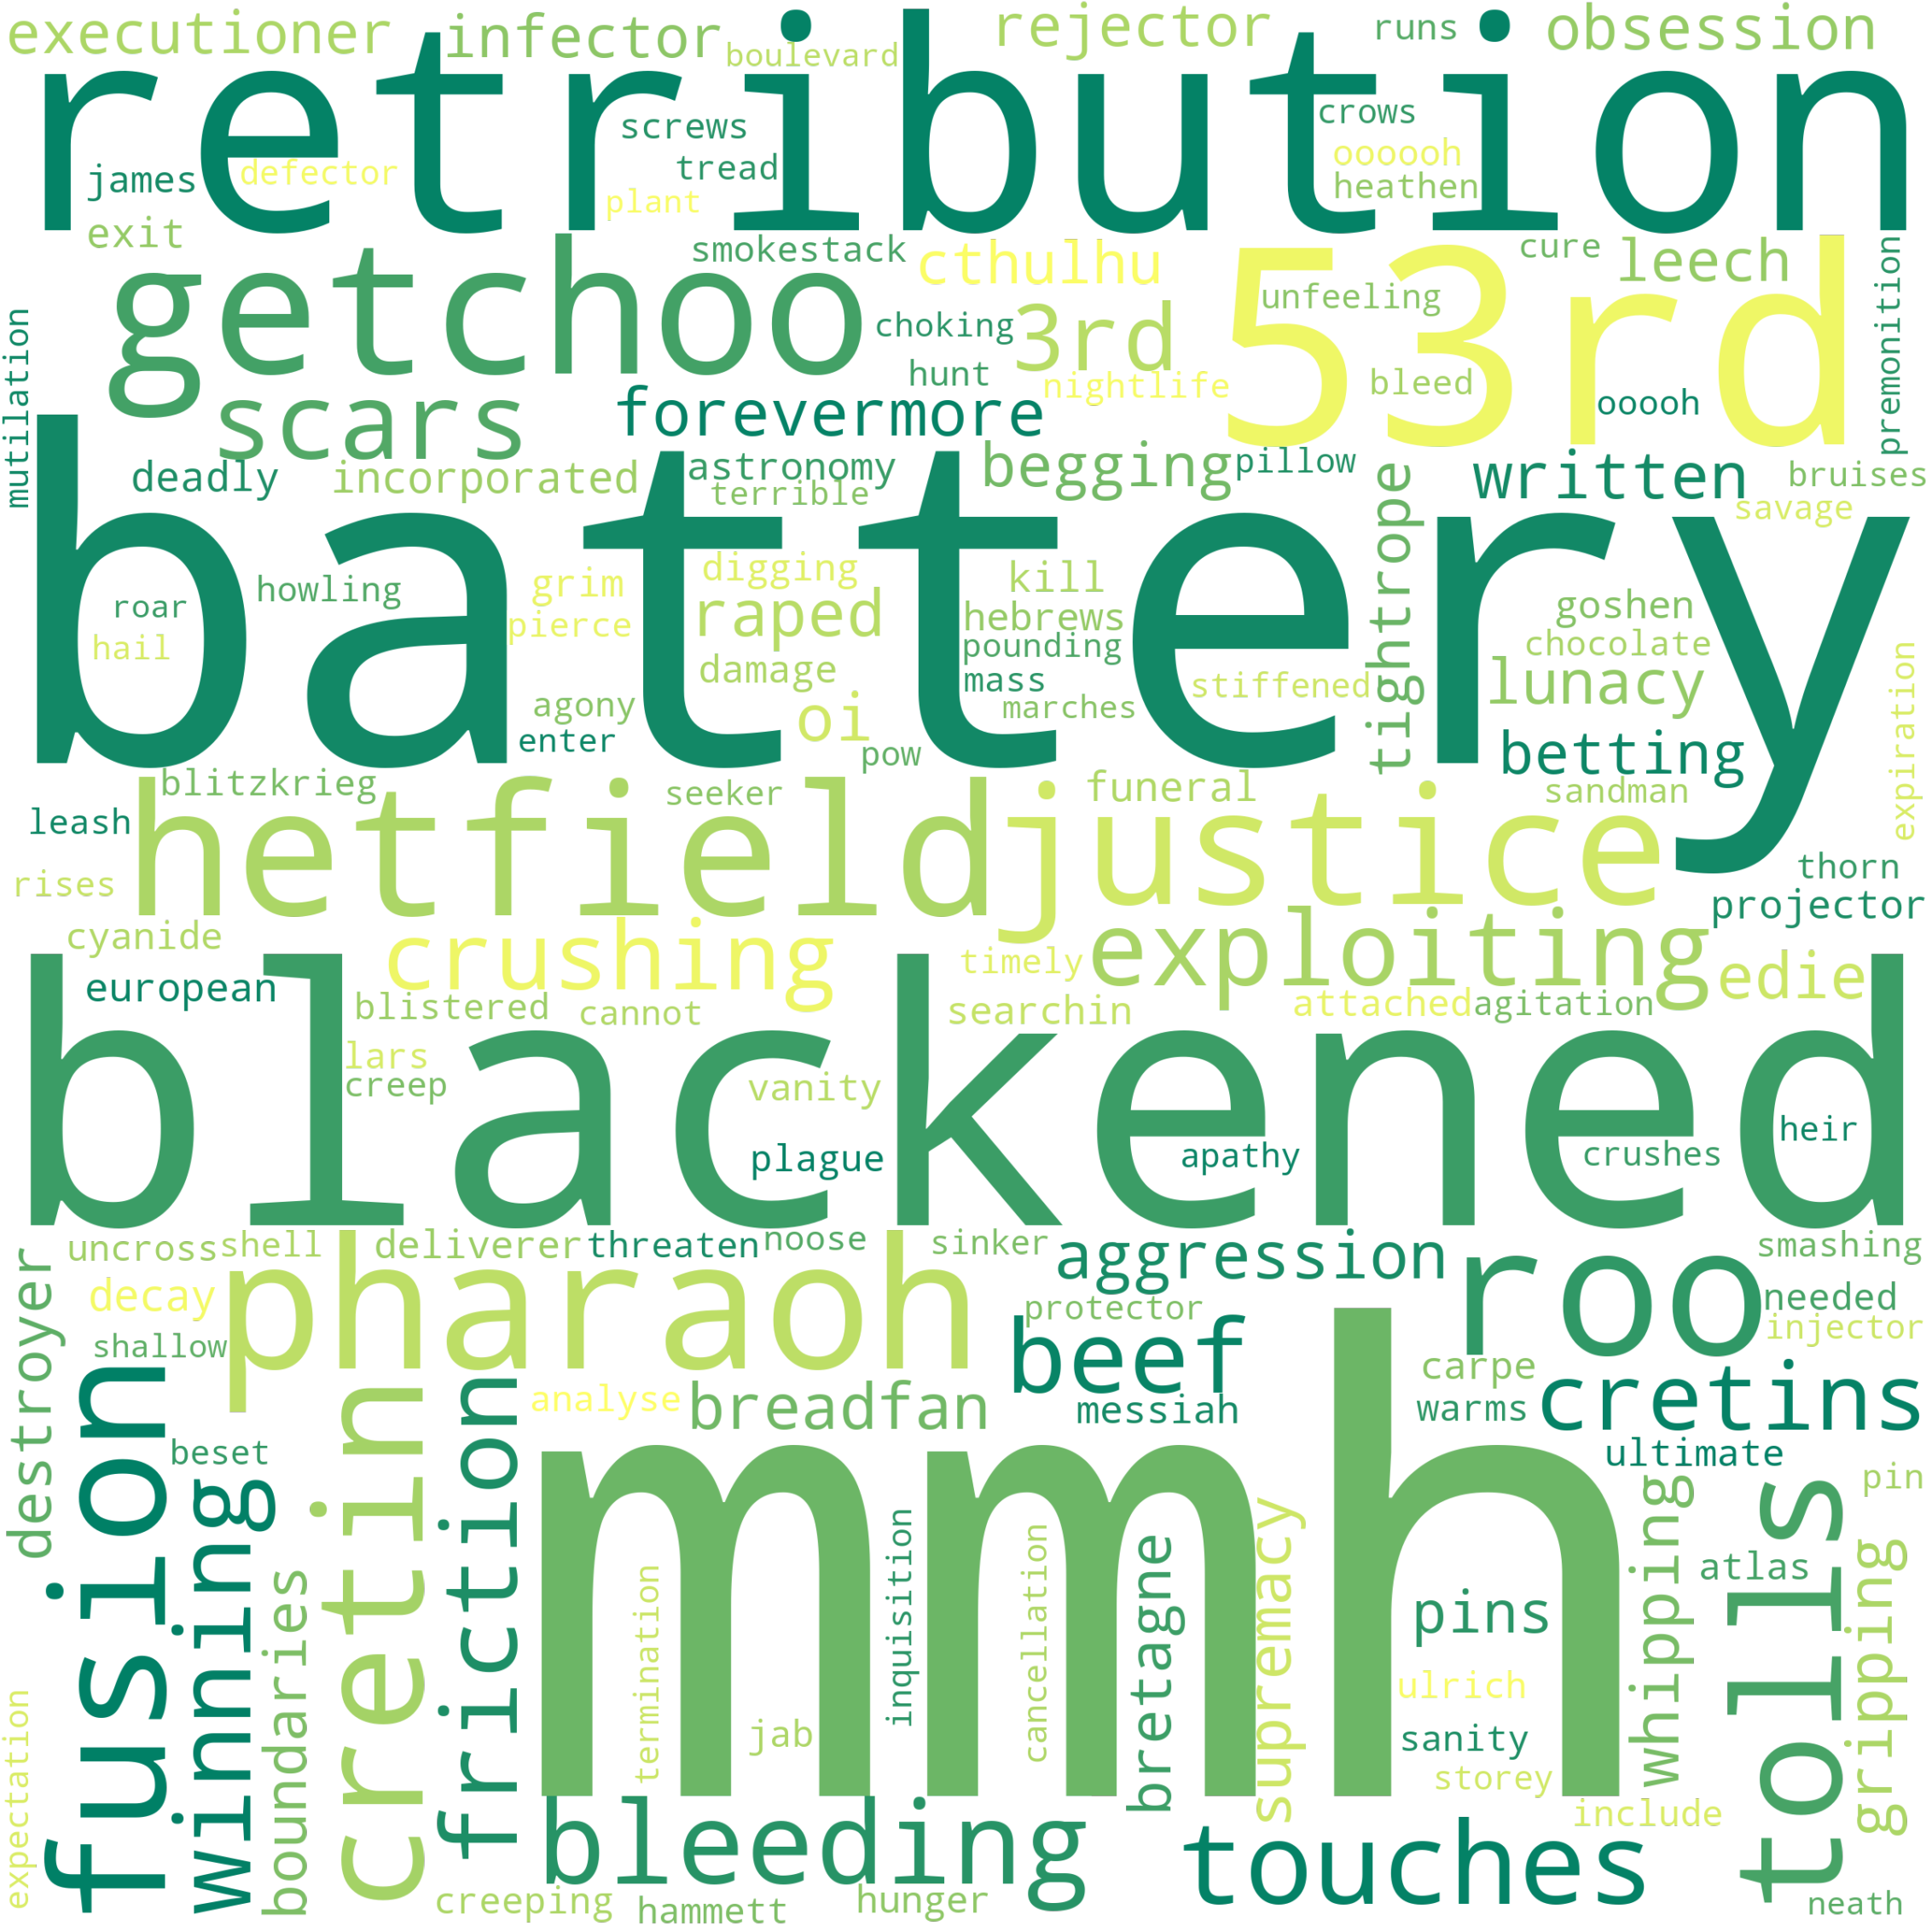 executioner
infector
boulevard
rejector
runs
obsession
retribution
screws
crows
james
defector
tread
plant
oooooh
heathen
exit
smokestack
cthulhu
cure
leech
getchoo
53rd
choking
3rd
unfeeling
premonition
mutilation
hunt
nightlife
bleed
ooooh
scars
forevermore
deadly
incorporated
astronomy
terrible
begging
pillow
written
bruises
savage
battery
tightrope
roar
howling
hail
grim
pierce
digging
raped
kill
hebrews
pounding
goshen
chocolate
damage
mass
stiffened
lunacy
expiration
agony
enter
oi
marches
pow
betting
blitzkrieg
seeker
funeral
sandman
leash
hetfield
justice
rises
thorn
projector
cyanide
crushing
timely
exploiting
edie
european
blistered
cannot
searchin
attached
agitation
blackened
lars
creep
vanity
plague
apathy
crushes
heir
uncross
shell
deliverer
threaten
noose
sinker
aggression
roo
smashing
destroyer
decay
pharaoh
protector
needed
injector
shallow
beef
carpe
cretins
fusion
cretin
friction
analyse
breadfan
messiah
warms
beset
mmmh
ultimate
pin
winning
boundaries
termination
inquisition
cancellation
bretagne
supremacy
pins
whipping
atlas
tolls
gripping
ulrich
jab
sanity
storey
expectation
bleeding
touches
include
creeping
hammett
hunger
neath